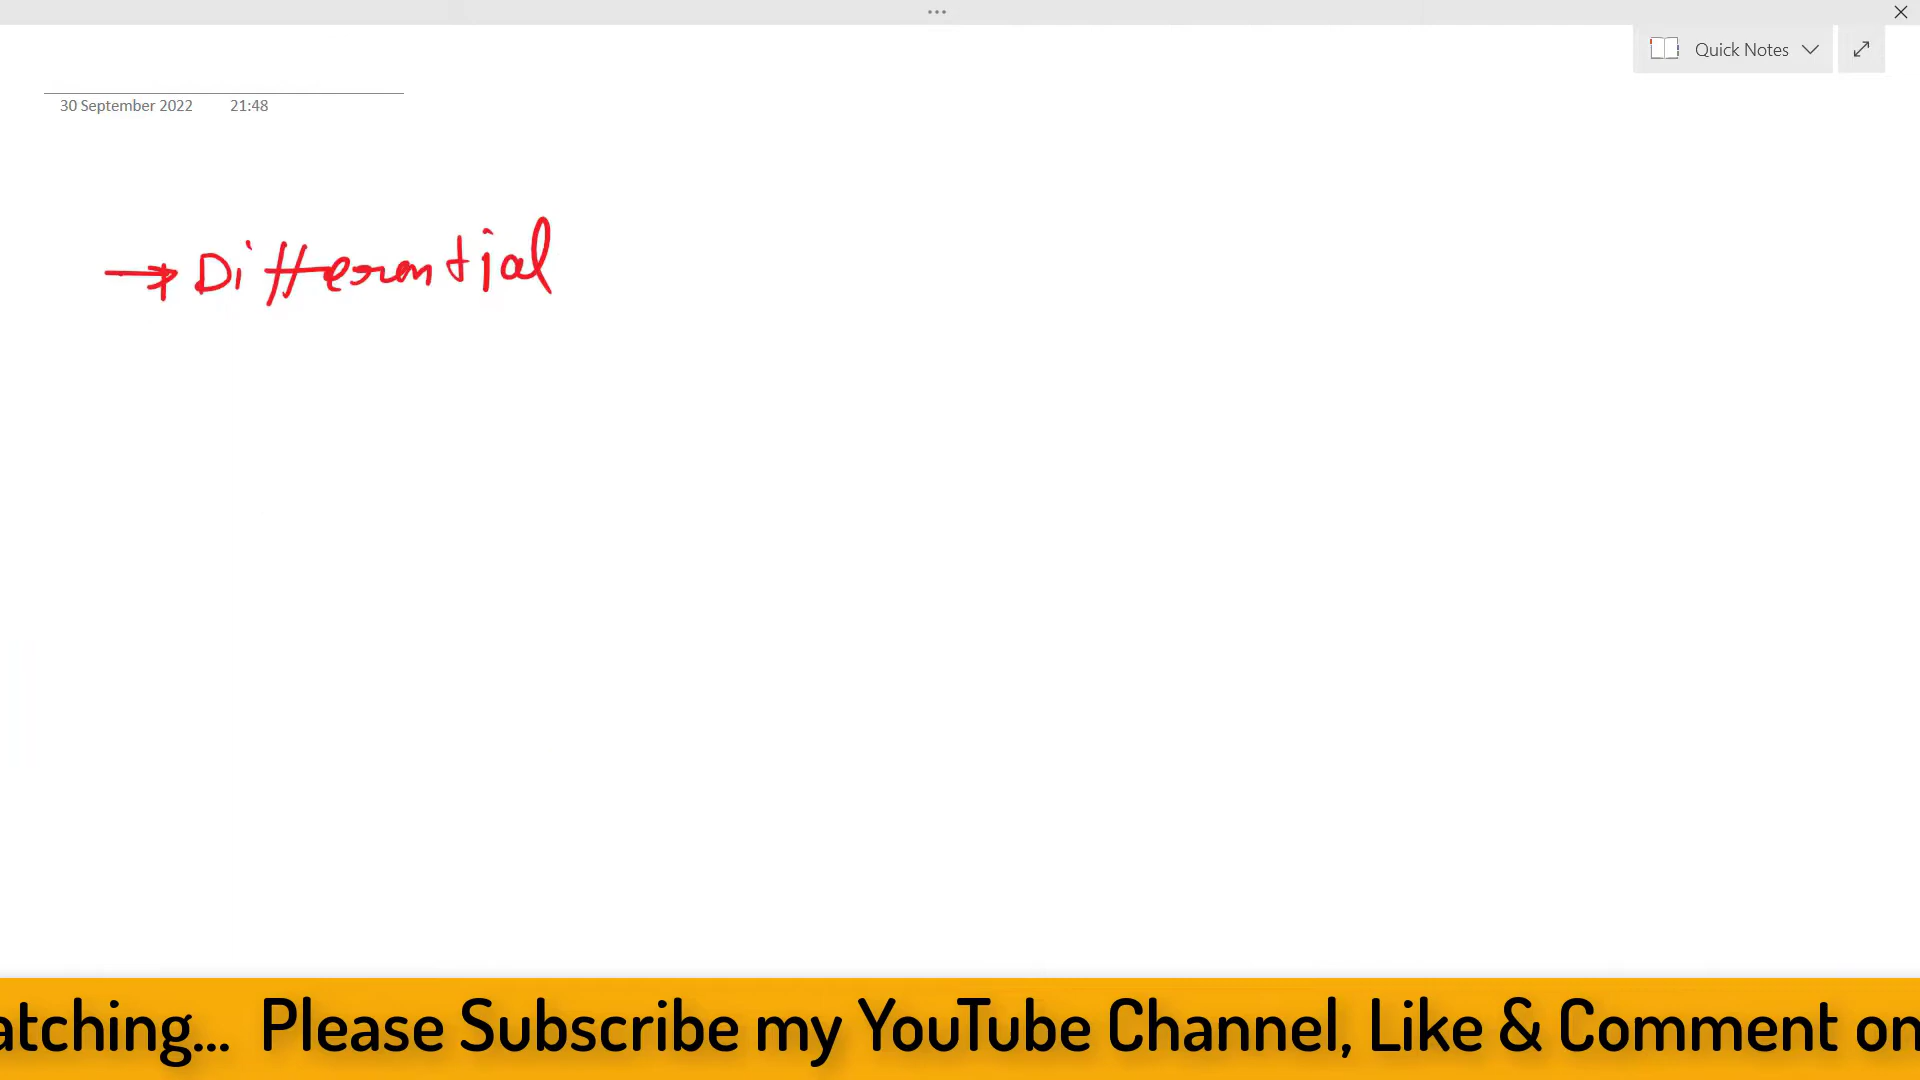 Quick Notes
30 September 2022 21:48
→ Differential
atching... Please Subscribe my YouTube Channel, Like & Comment on